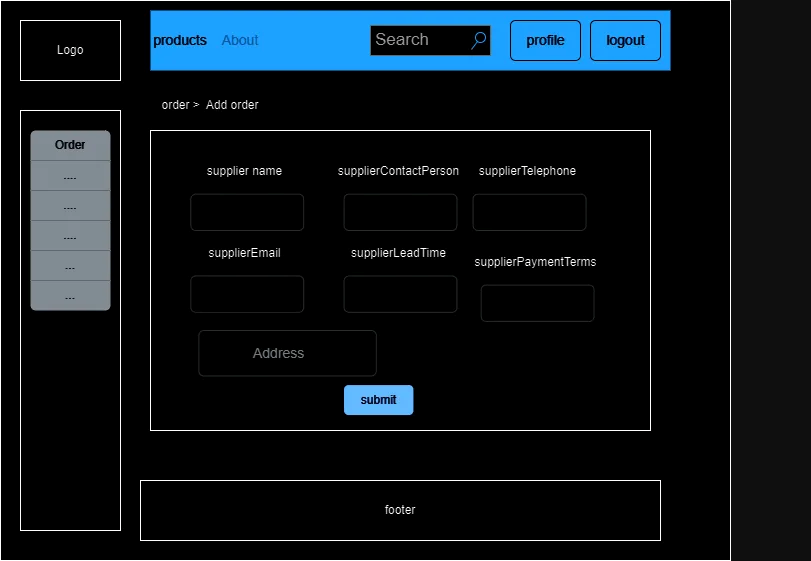 Logo
products About Search profile logout
order > Add order
Order
....
....
....
...
...
supplier name supplierContactPerson supplierTelephone
supplierEmail supplierLeadTime supplierPaymentTerms
Address
submit
footer